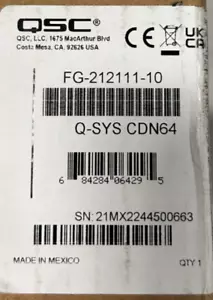 QSC
QSC, LLC, 1675 MacArthur Blvd
Costa Mesa, CA, 92626 USA
CE
UK
CA
FG-212111-10
Q-SYS CDN64
6 84284 06429 5
SN: 21MX2244500663
MADE IN MEXICO
QTY 1